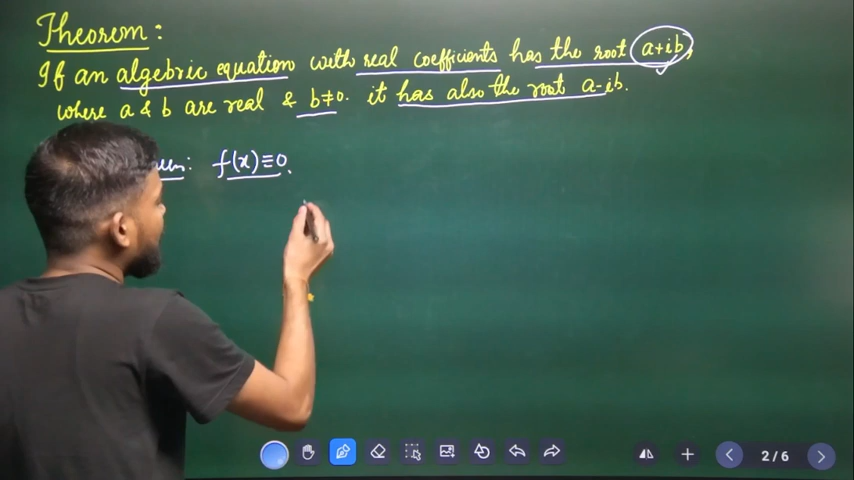 Theorem:
If an algebric equation with real coefficients has the root a+ib,
where a & b are real & b≠0. it has also the root a-ib.
f(x)≡0.
2/6